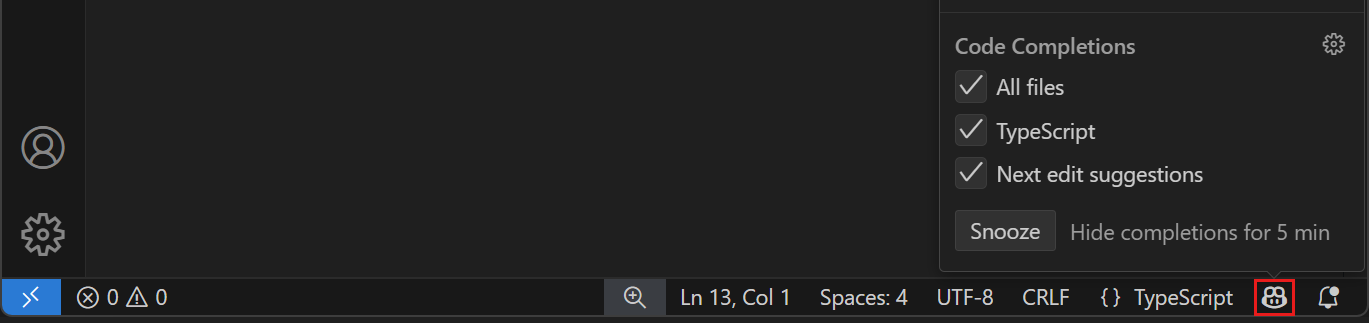 Code Completions
All files
TypeScript
Next edit suggestions
Snooze Hide completions for 5 min
0 0 Ln 13, Col 1 Spaces: 4 UTF-8 CRLF {} TypeScript